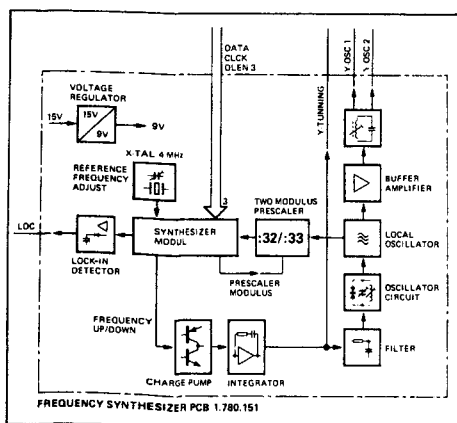 DATA
CLCK
DLEN 3
Y TUNNING
Y OSC 1
Y OSC 2
VOLTAGE
REGULATOR
15V
15V
9V
9V
X-TAL 4 MHz
REFERENCE
FREQUENCY
ADJUST
3
TWO MODULUS
PRESCALER
BUFFER
AMPLIFIER
LDC
SYNTHESIZER
MODUL
:32/:33
LOCAL
OSCILLATOR
LOCK-IN
DETECTOR
PRESCALER
MODULUS
OSCILLATOR
CIRCUIT
FREQUENCY
UP/DOWN
CHARGE PUMP
INTEGRATOR
FILTER
FREQUENCY SYNTHESIZER PCB 1.780.151